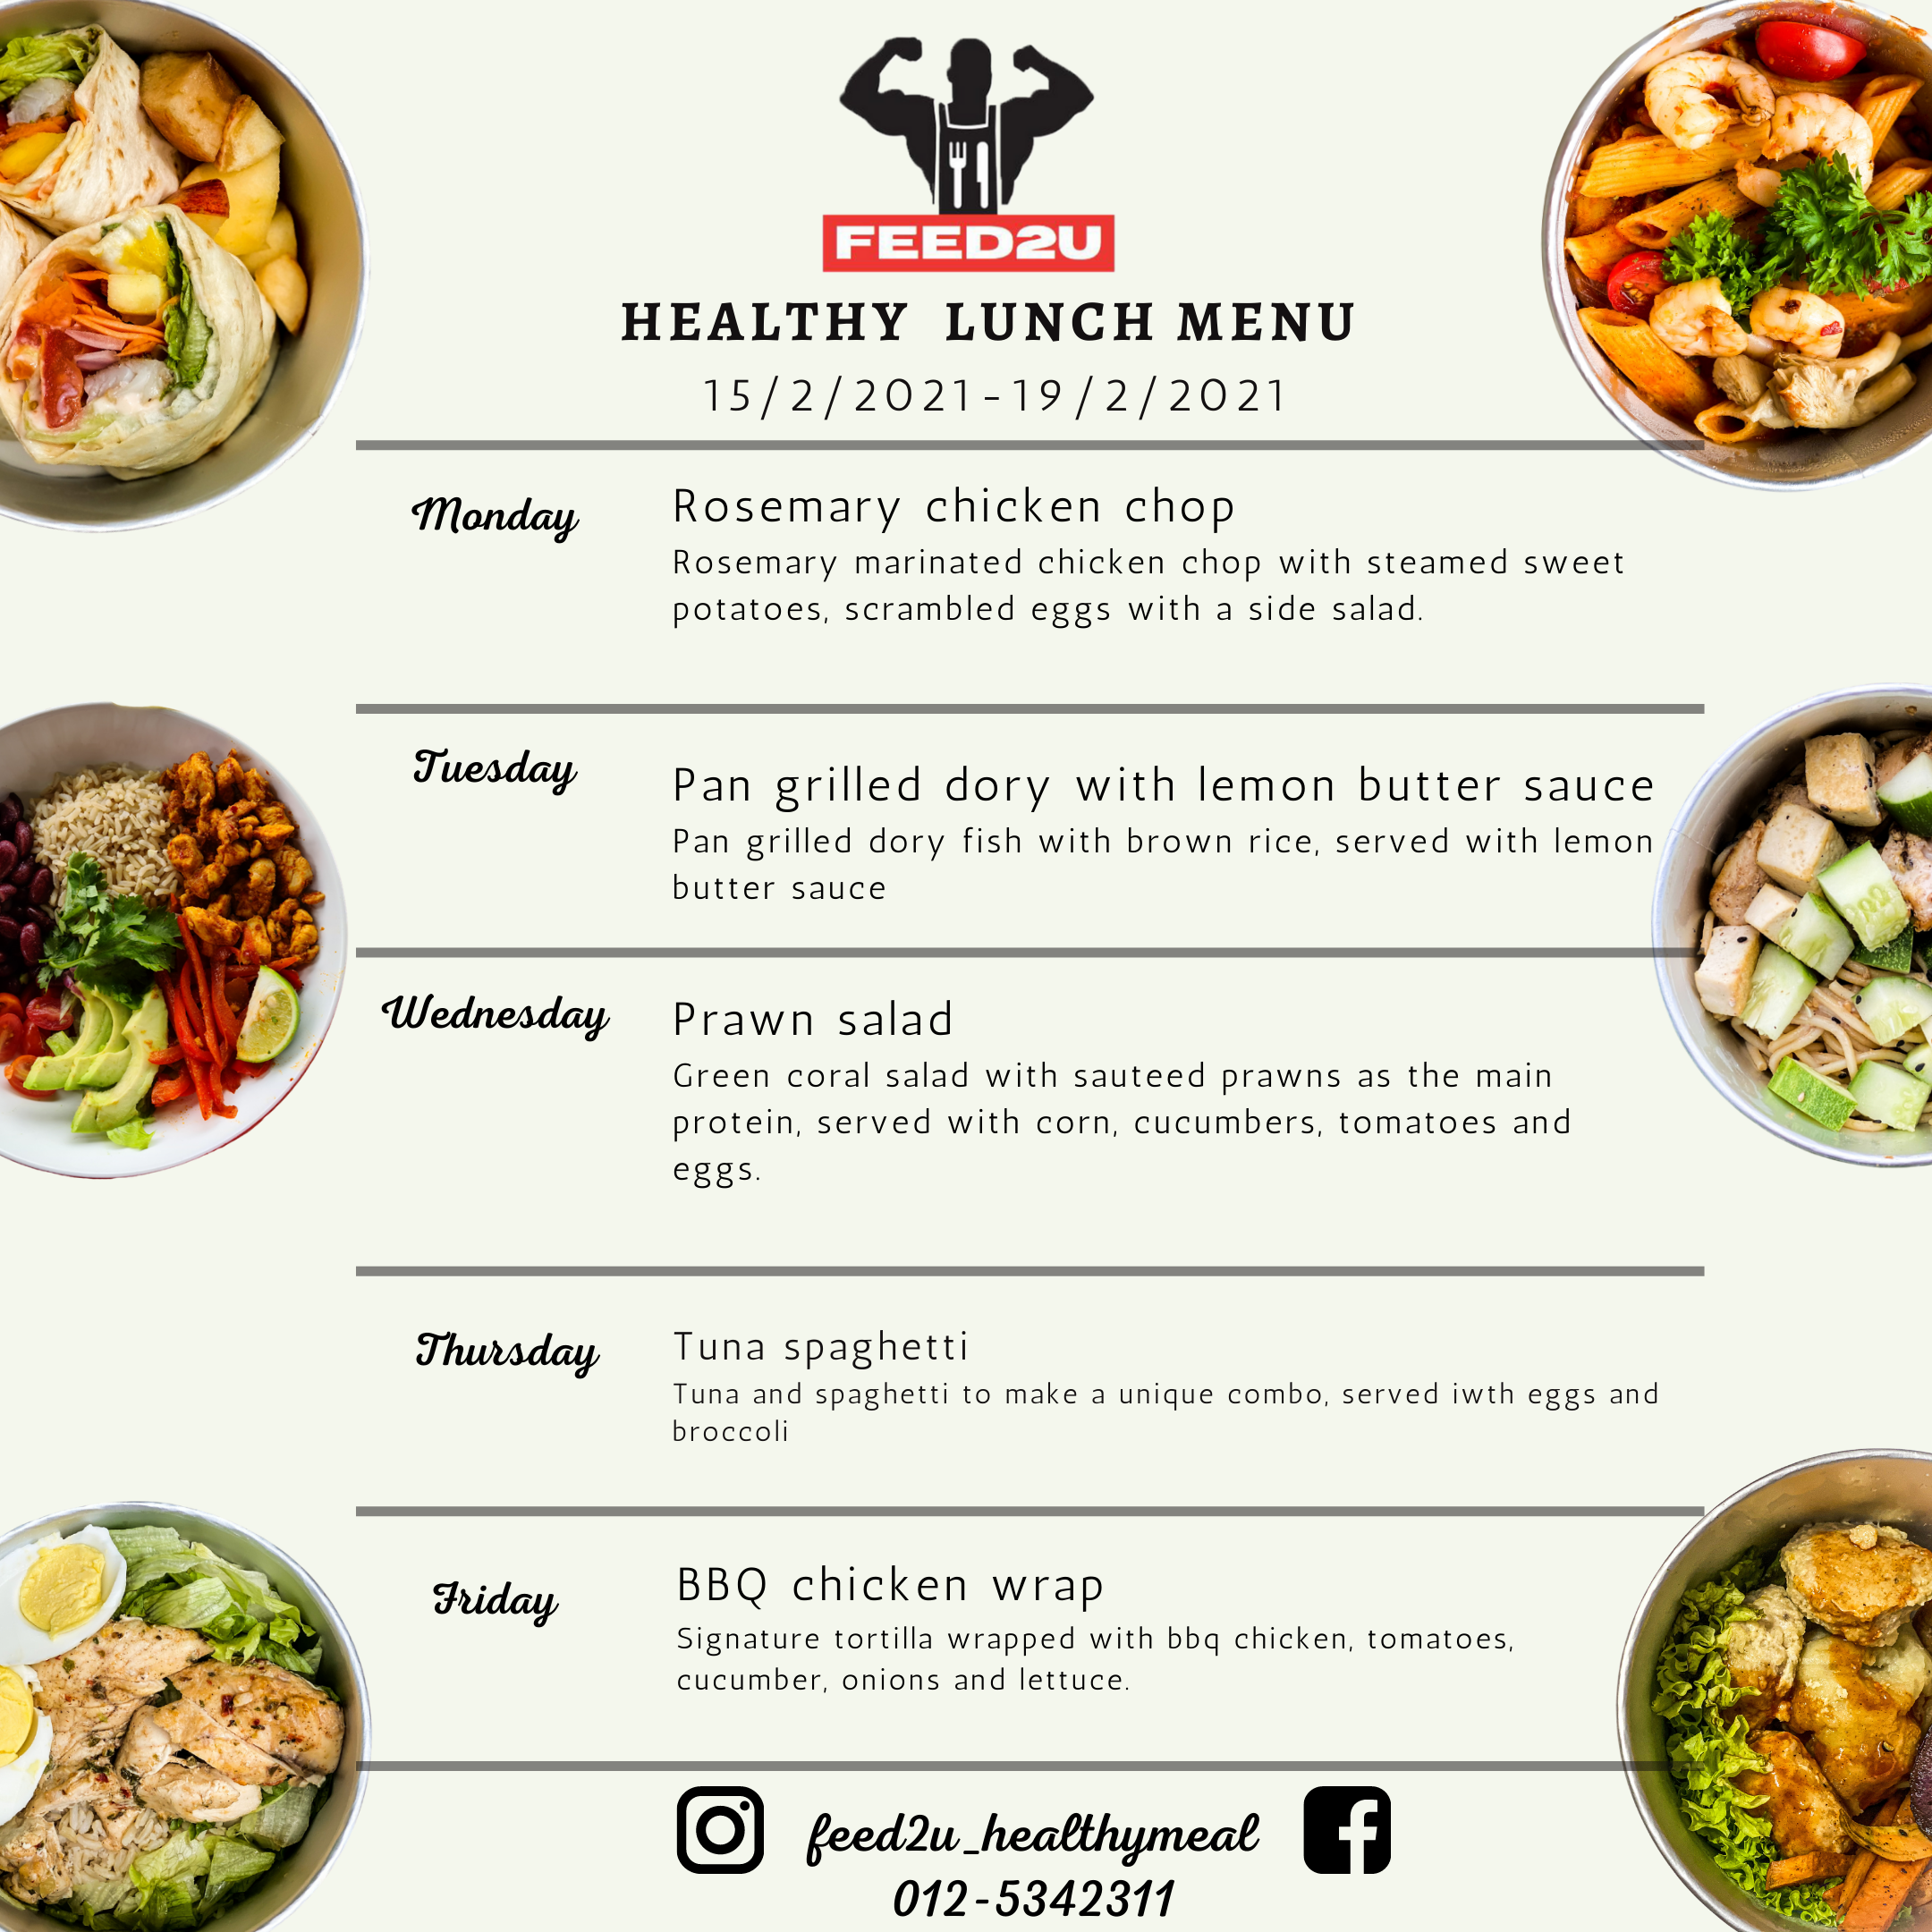 FEED2U
HEALTHY LUNCH MENU
15/2/2021-19/2/2021
Monday
Rosemary chicken chop
Rosemary marinated chicken chop with steamed sweet
potatoes, scrambled eggs with a side salad.
Tuesday
Pan grilled dory with lemon butter sauce
Pan grilled dory fish with brown rice, served with lemon
butter sauce
Wednesday
Prawn salad
Green coral salad with sauteed prawns as the main
protein, served with corn, cucumbers, tomatoes and
eggs.
Thursday
Tuna spaghetti
Tuna and spaghetti to make a unique combo, served iwth eggs and
broccoli
Friday
BBQ chicken wrap
Signature tortilla wrapped with bbq chicken, tomatoes,
cucumber, onions and lettuce.
feed2u_healthymeal
012-5342311